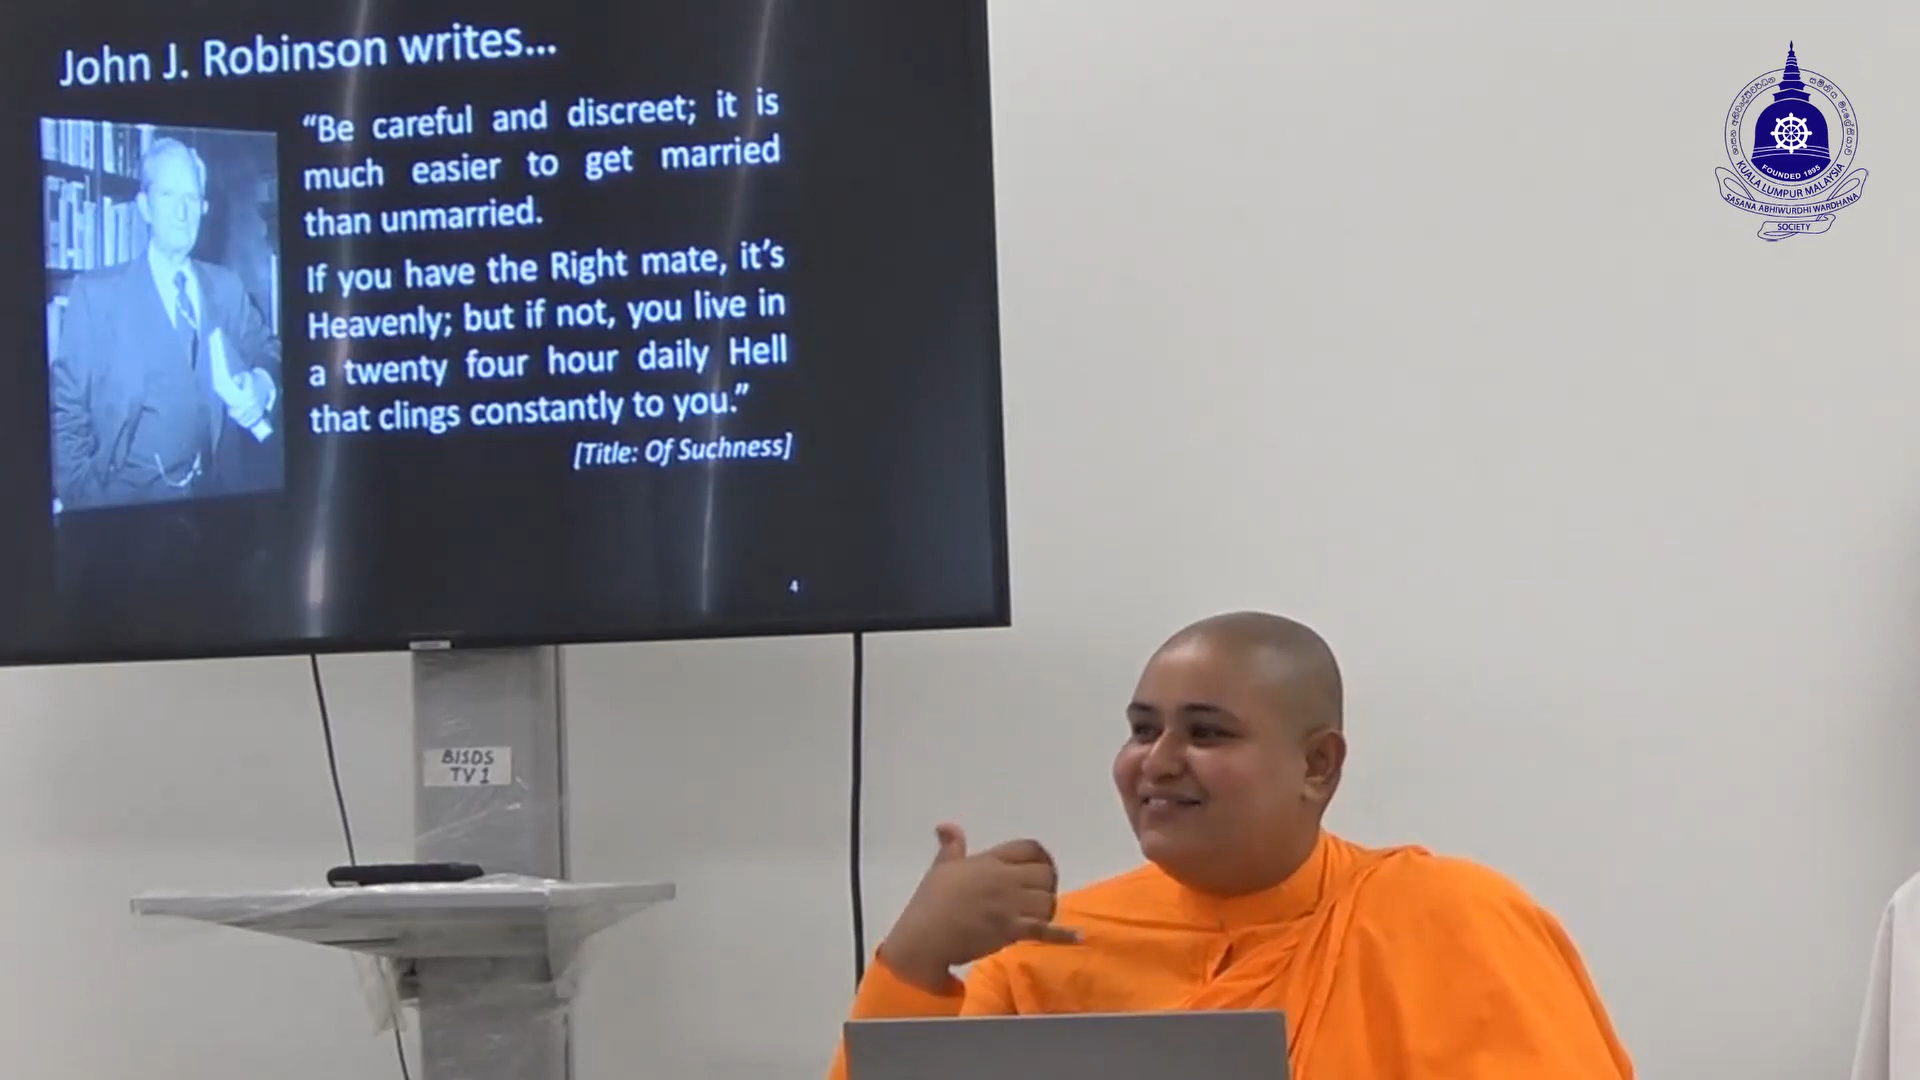 John J. Robinson writes...
“Be careful and discreet; it is
much easier to get married
than unmarried.
If you have the Right mate, it’s
Heavenly; but if not, you live in
a twenty four hour daily Hell
that clings constantly to you.”
[Title: Of Suchness]
4
BISDS
TV 1
FOUNDED 1895
KUALA LUMPUR MALAYSIA
SASANA ABHIWURDHI WARDHANA
SOCIETY